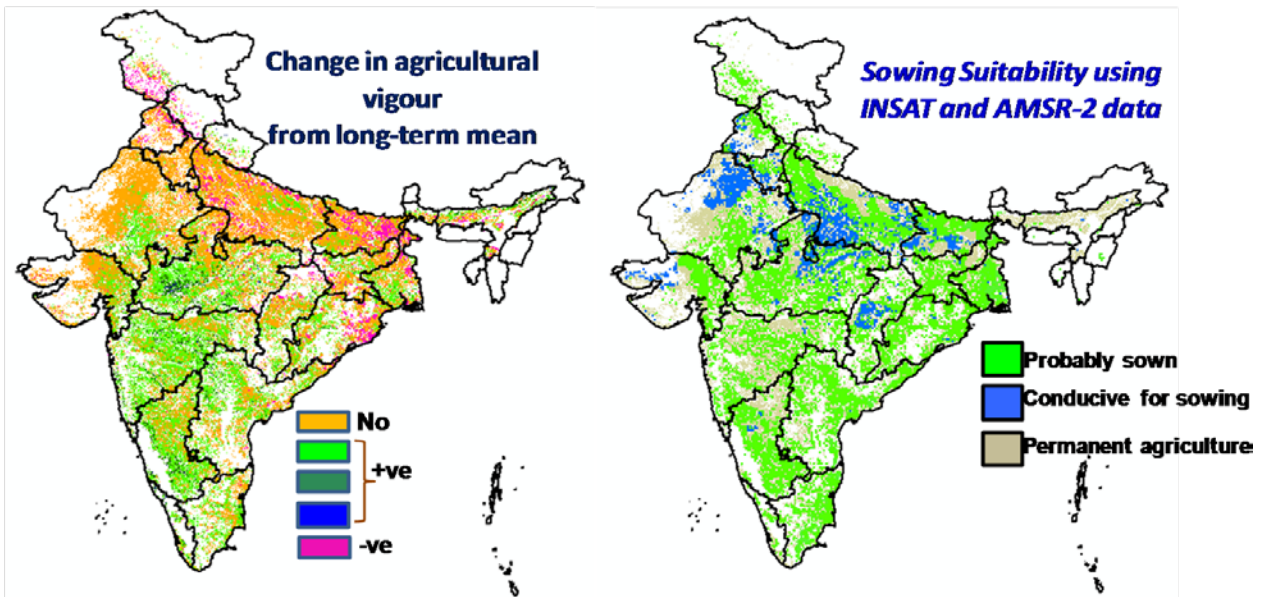 Change in agricultural
vigour
from long-term mean
No
+ve
-ve
Sowing Suitability using
INSAT and AMSR-2 data
Probably sown
Conducive for sowing
Permanent agriculture